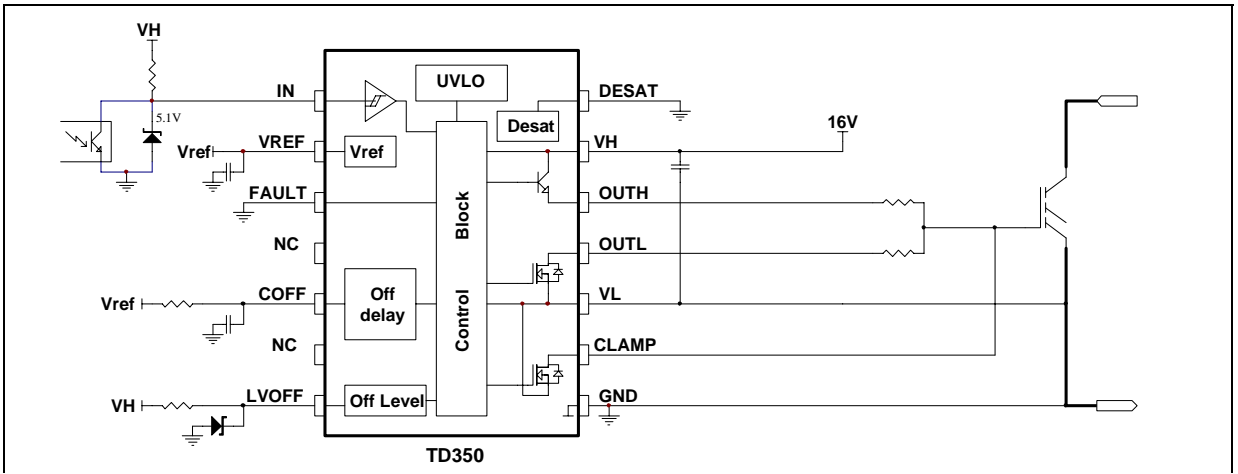 VH
IN
5.1V
Vref
VREF
FAULT
NC
Vref
COFF
NC
VH
LVOFF
UVLO
Desat
Vref
Control Block
Off
delay
Off Level
DESAT
VH
16V
OUTH
OUTL
VL
CLAMP
GND
TD350